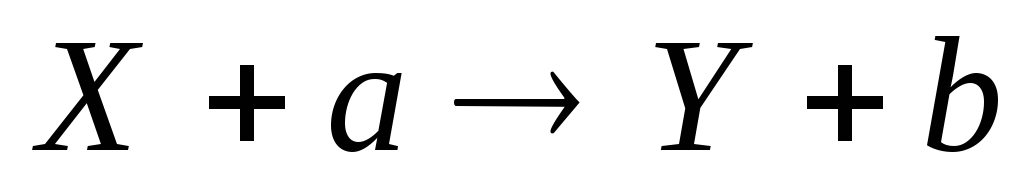 X + a → Y + b